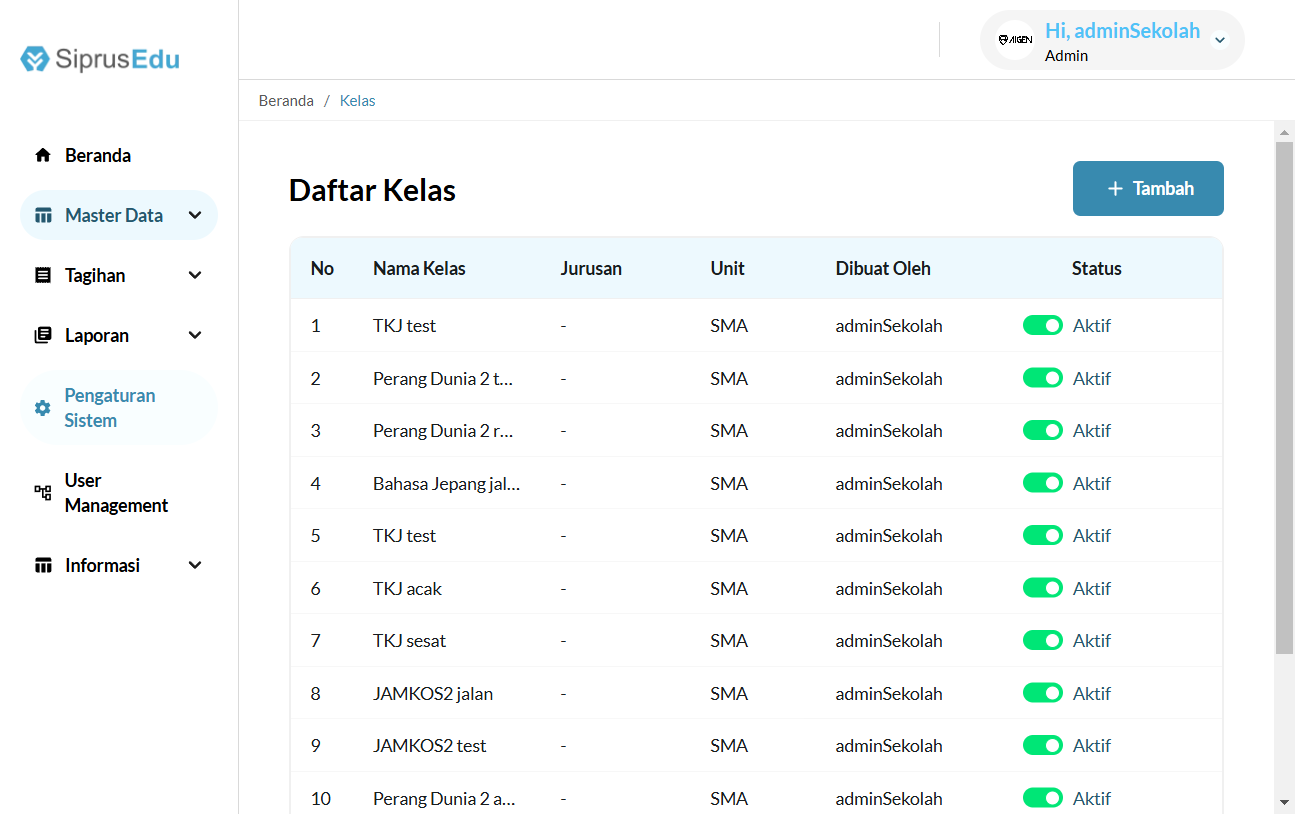 SiprusEdu
AIGEN
Hi, adminSekolah
Admin
Beranda / Kelas
Beranda
Master Data
Tagihan
Laporan
Pengaturan
Sistem
User
Management
Informasi
Daftar Kelas
+ Tambah
No Nama Kelas Jurusan Unit Dibuat Oleh Status
1 TKJ test - SMA adminSekolah Aktif
2 Perang Dunia 2 t... - SMA adminSekolah Aktif
3 Perang Dunia 2 r... - SMA adminSekolah Aktif
4 Bahasa Jepang jal... - SMA adminSekolah Aktif
5 TKJ test - SMA adminSekolah Aktif
6 TKJ acak - SMA adminSekolah Aktif
7 TKJ sesat - SMA adminSekolah Aktif
8 JAMKOS2 jalan - SMA adminSekolah Aktif
9 JAMKOS2 test - SMA adminSekolah Aktif
10 Perang Dunia 2 a... - SMA adminSekolah Aktif